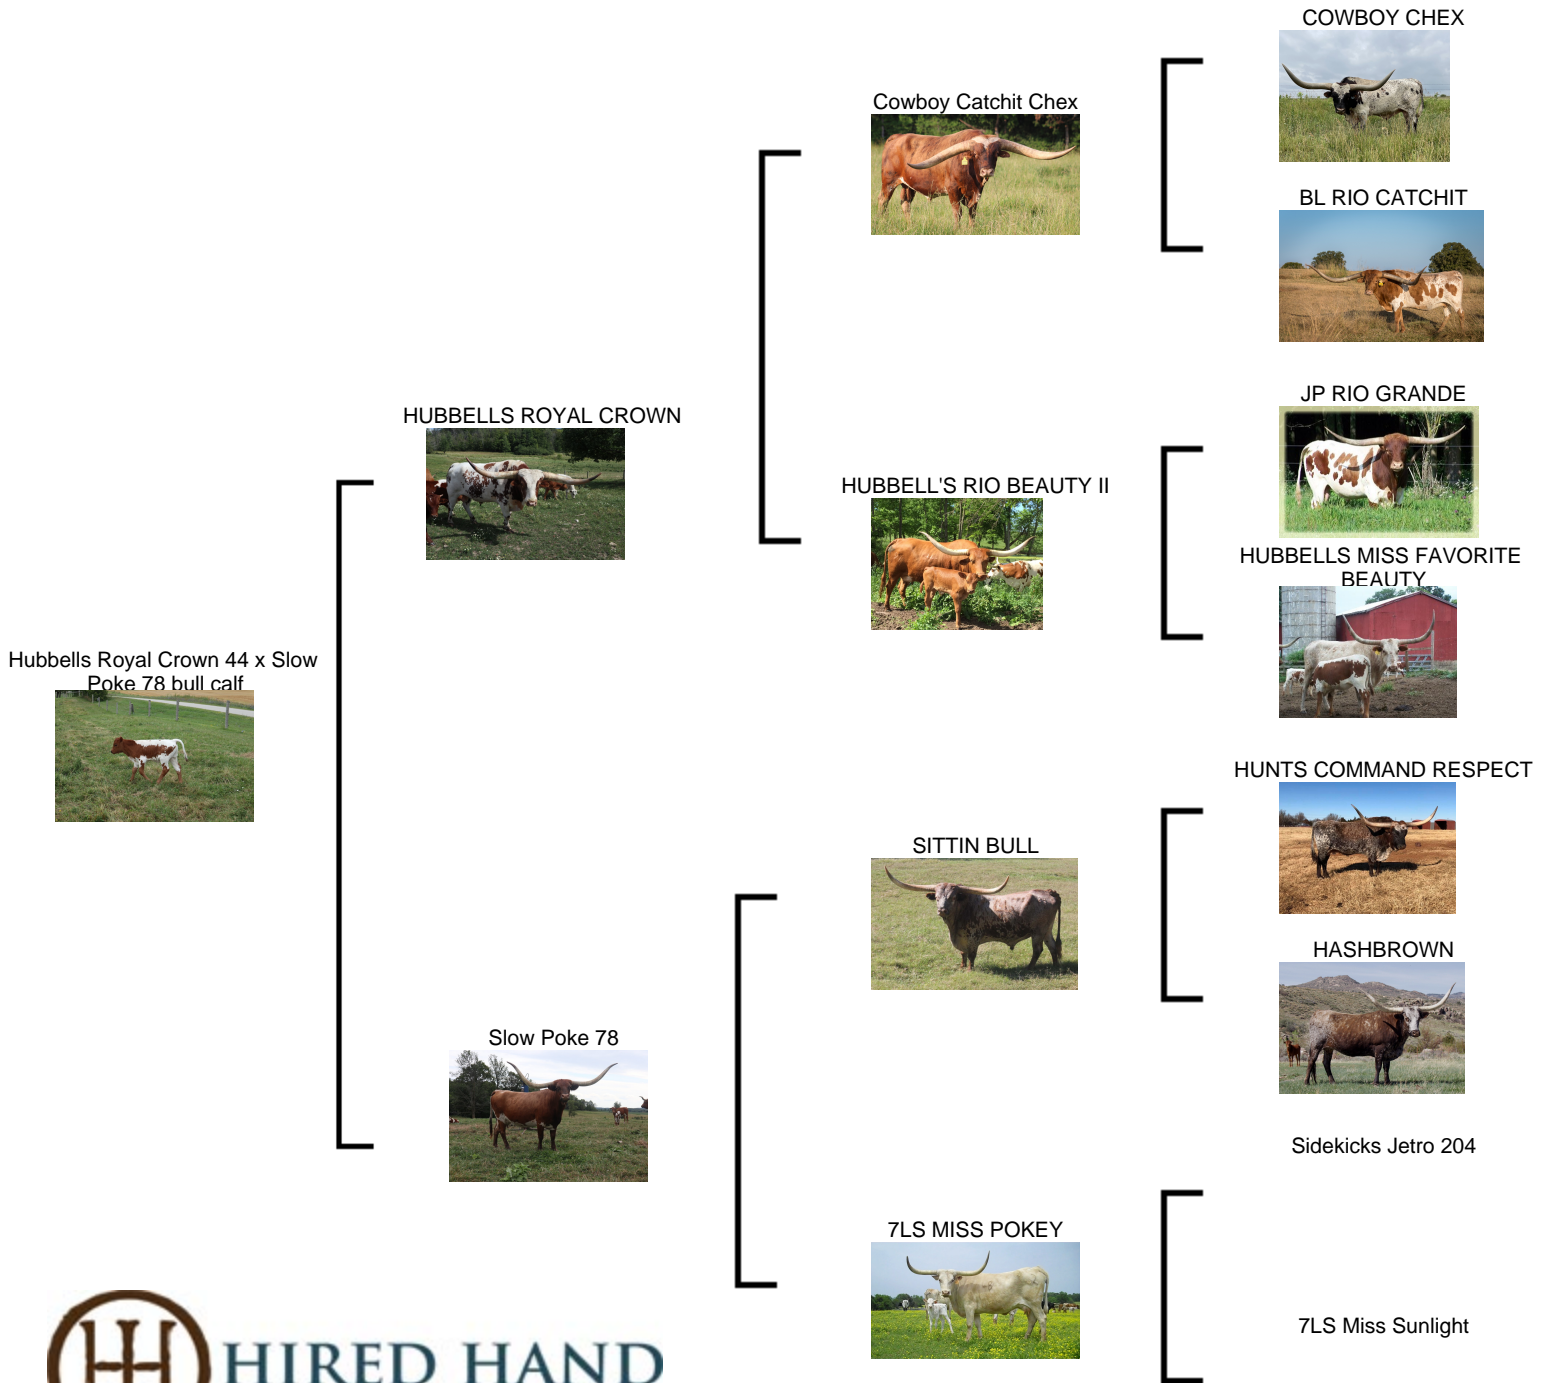 COWBOY CHEX
Cowboy Catchit Chex
BL RIO CATCHIT
JP RIO GRANDE
HUBBELLS ROYAL CROWN
HUBBELL'S RIO BEAUTY II
HUBBELLS MISS FAVORITE
BEAUTY
Hubbells Royal Crown 44 x Slow
Poke 78 bull calf
HUNTS COMMAND RESPECT
SITTIN BULL
HASHBROWN
Slow Poke 78
Sidekicks Jetro 204
7LS MISS POKEY
7LS Miss Sunlight
HIRED HAND